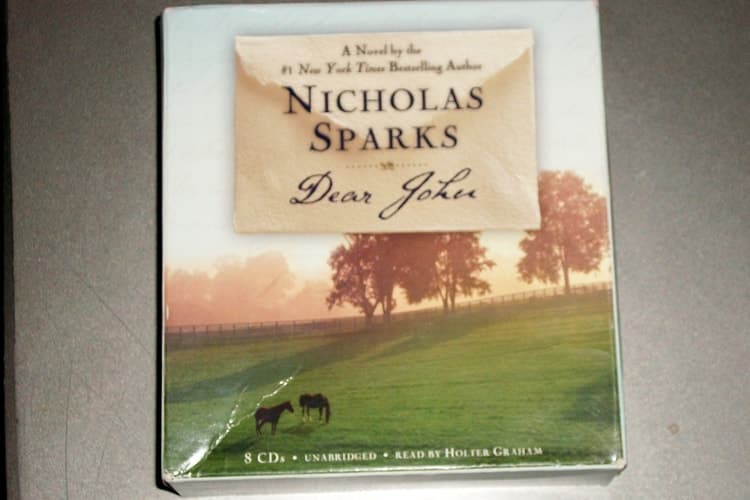 A Novel by the
#1 New York Times Bestselling Author
NICHOLAS
SPARKS
Dear John
8 CDs • UNABRIDGED • READ BY HOLTER GRAHAM